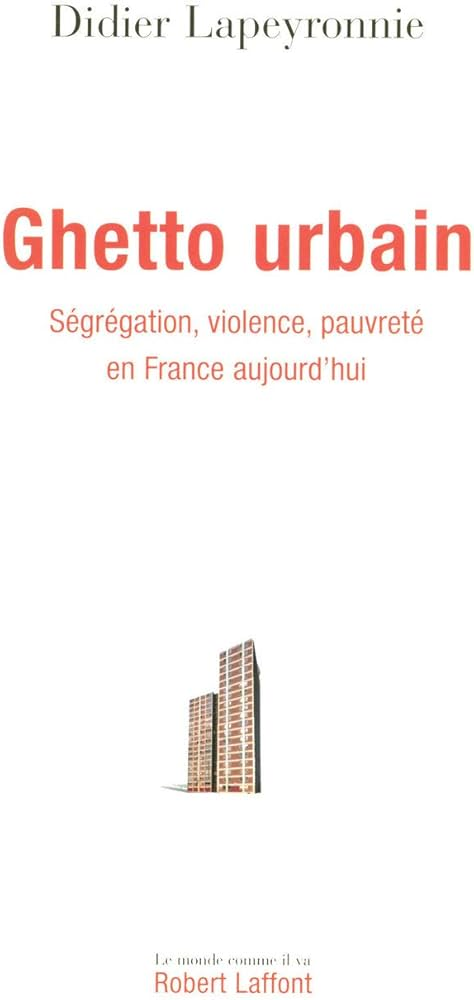 Didier Lapeyronnie
Ghetto urbain
Ségrégation, violence, pauvreté
en France aujourd'hui
Le monde comme il va
Robert Laffont